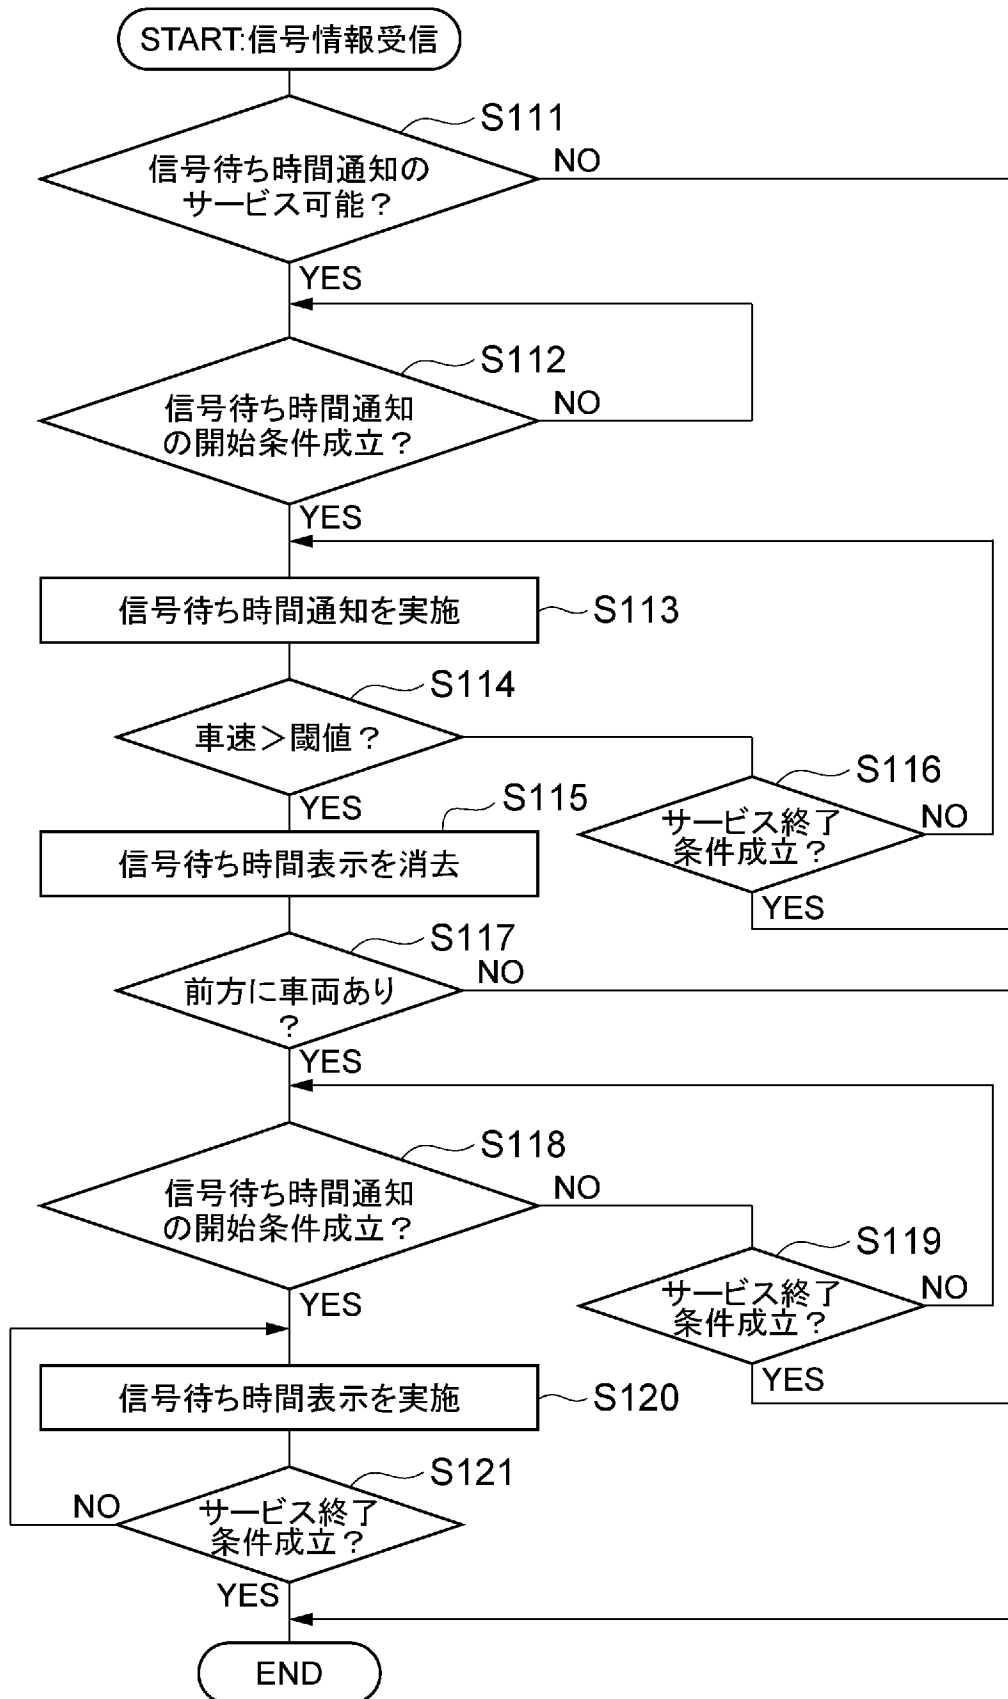 START:信号情報受信
S111
信号待ち時間通知の
サービス可能？
NO
YES
S112
信号待ち時間通知
の開始条件成立？
NO
YES
信号待ち時間通知を実施
S113
S114
車速＞閾値？
YES
S115
信号待ち時間表示を消去
S116
サービス終了
条件成立？
NO
YES
S117
前方に車両あり
？
NO
YES
S118
信号待ち時間通知
の開始条件成立？
NO
YES
S119
サービス終了
条件成立？
NO
YES
信号待ち時間表示を実施
S120
S121
サービス終了
条件成立？
NO
YES
END